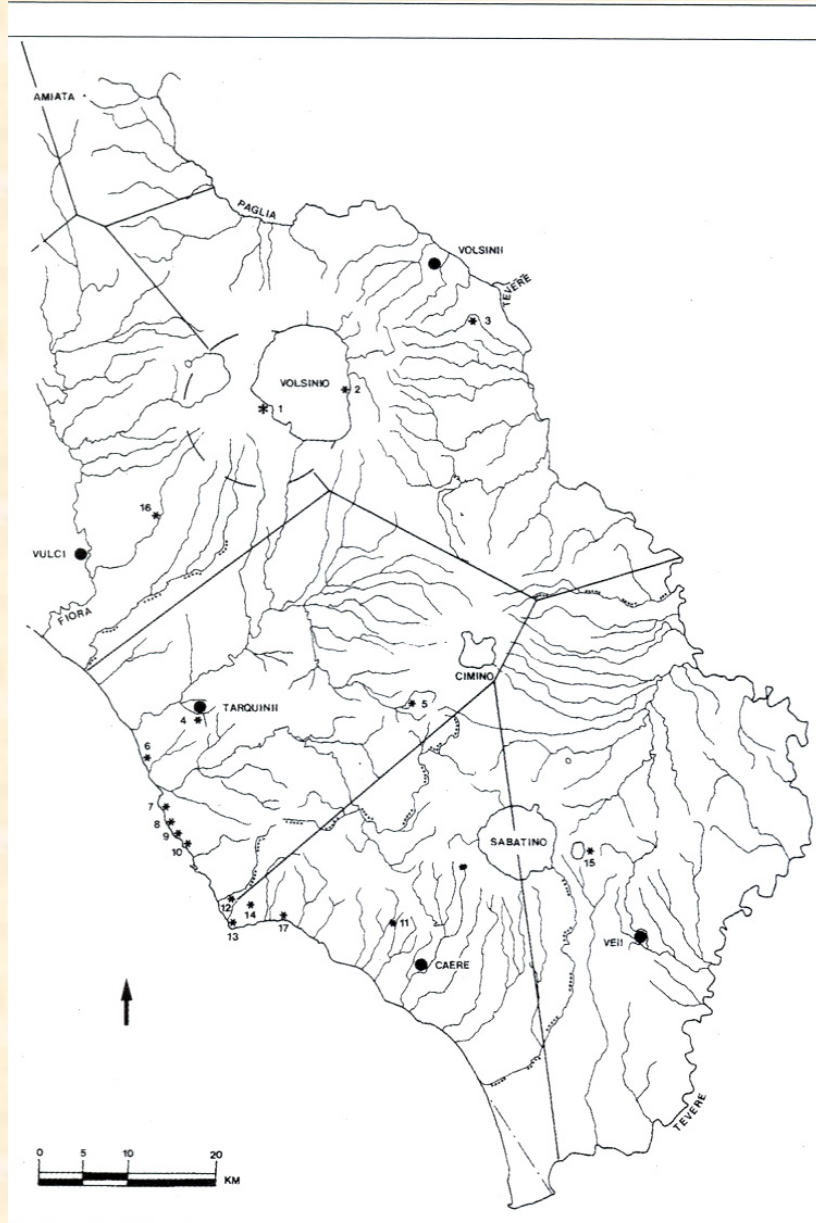 AMIATA
PAGLIA
VOLSINII
TEVERE
3
VOLSINIO
2
1
16
VULCI
FIORA
CIMINO
TARQUINII
4
5
6
7
8
9
10
SABATINO
15
12
14
13
17
11
VEII
CAERE
TEVERE
0 5 10 20
KM